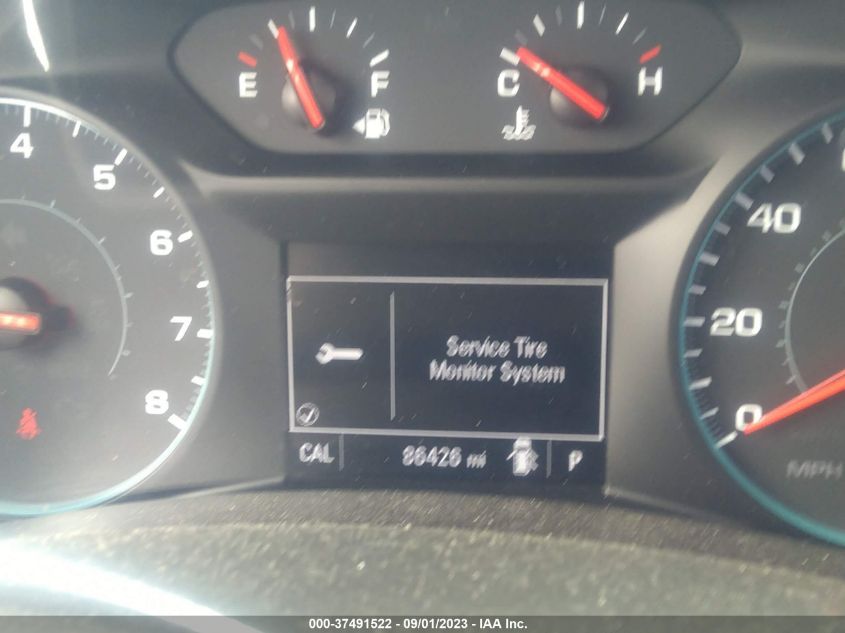 E F
C H
4
5
6
7
8
40
20
0
MPH
Service Tire
Monitor System
CAL 86426 mi P
000-37491522 - 09/01/2023 - IAA Inc.